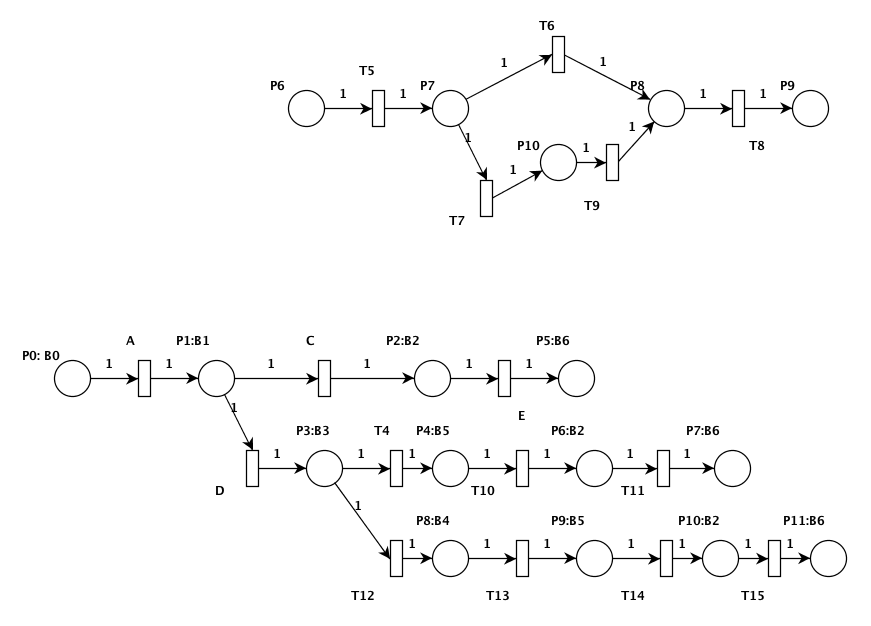 T6
1
1
T5
P6
P7
P8
P9
1
1
1
1
1
1
P10
1
T8
1
T9
T7
A
P1:B1
C
P2:B2
P5:B6
P0: B0
1
1
1
1
1
1
1
E
P3:B3
T4
P4:B5
P6:B2
P7:B6
1
1
1
1
1
1
1
D
T10
T11
1
P8:B4
P9:B5
P10:B2
P11:B6
1
1
1
1
1
1
1
T12
T13
T14
T15